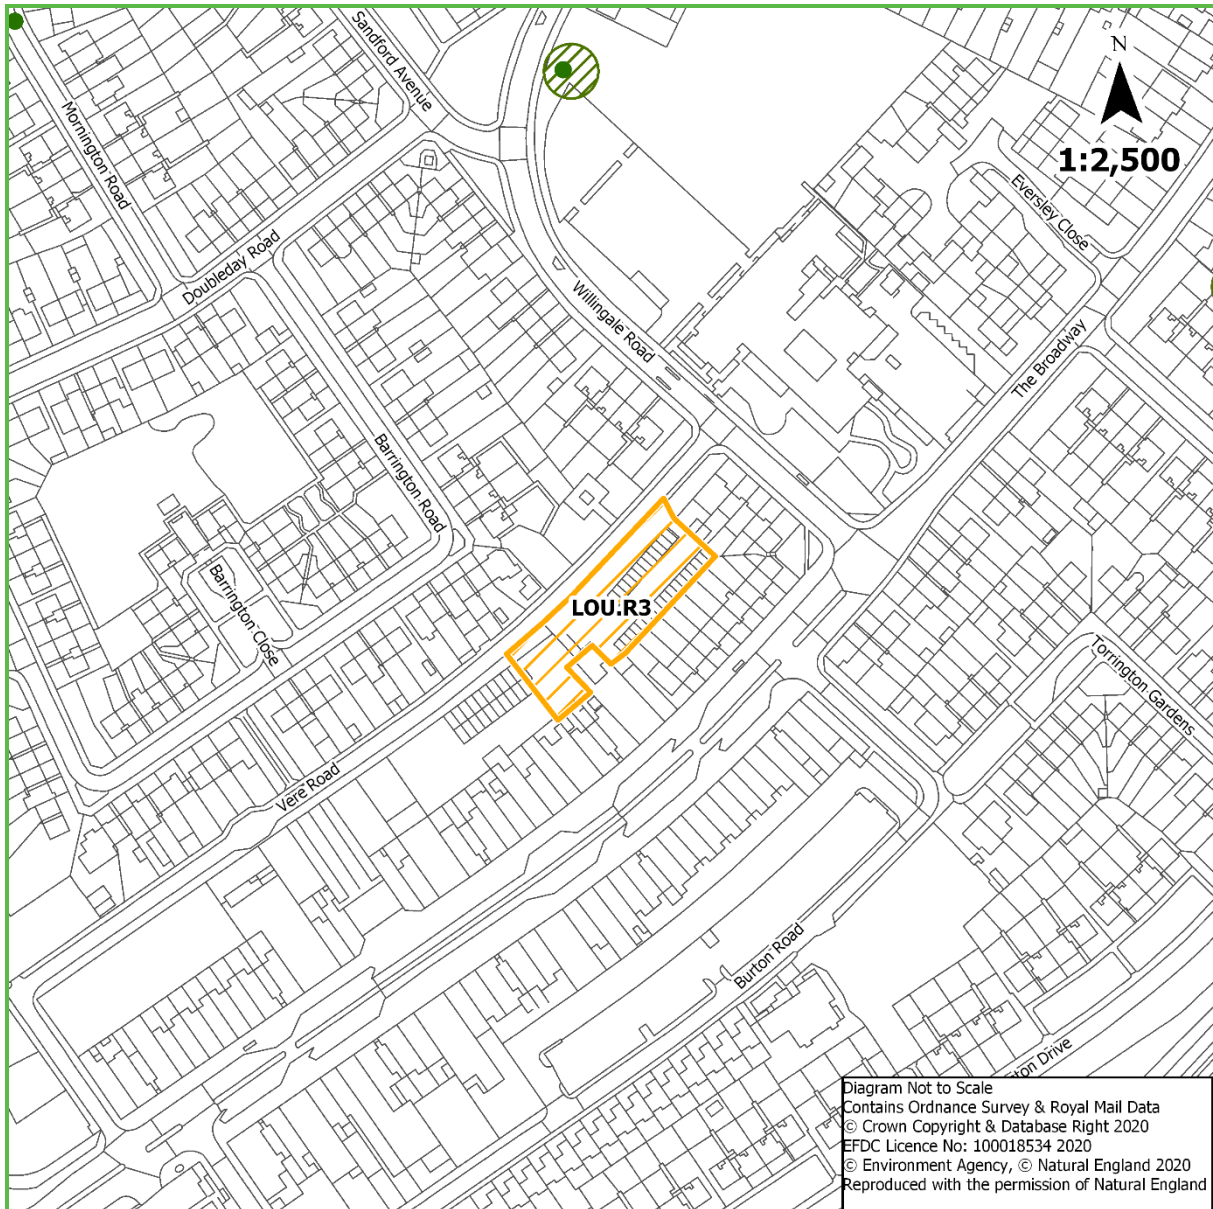 Sandford Avenue
N
1:2,500
Mornington Road
Eversley Close
Doubleday Road
Willingale Road
The Broadway
Barrington Road
Barrington Close
LOU.R3
Torrington Gardens
Vere Road
Burton Road
ton Drive
Diagram Not to Scale
Contains Ordnance Survey & Royal Mail Data
© Crown Copyright & Database Right 2020
EFDC Licence No: 100018534 2020
© Environment Agency, © Natural England 2020
Reproduced with the permission of Natural England